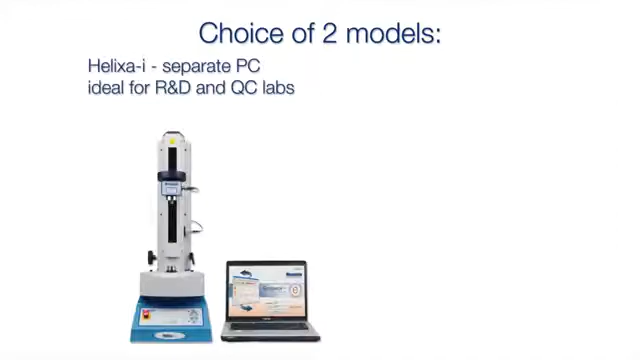 Choice of 2 models:
Helixa-i - separate PC
ideal for R&D and QC labs